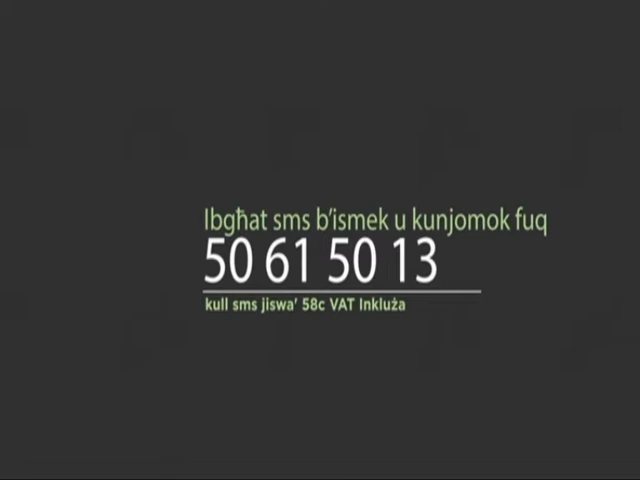 Ibgħat sms b'ismek u kunjomok fuq
50 61 50 13
kull sms jiswa' 58c VAT Inkluża